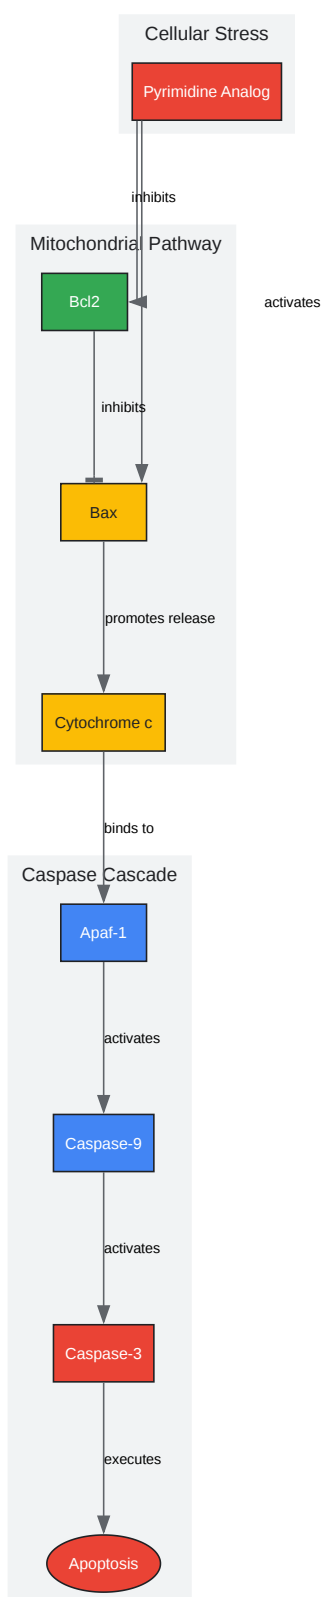 Cellular Stress
Pyrimidine Analog
inhibits
Mitochondrial Pathway
Bcl2
activates
inhibits
Bax
promotes release
Cytochrome c
binds to
Caspase Cascade
Apaf-1
activates
Caspase-9
activates
Caspase-3
executes
Apoptosis